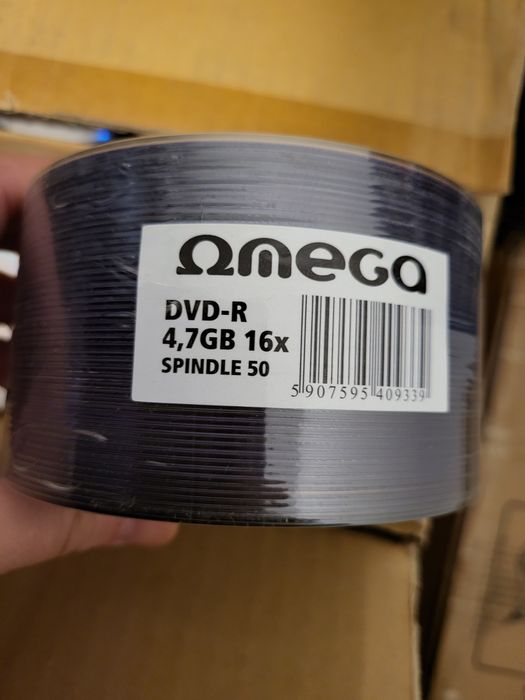 Ωmega
DVD-R
4,7GB 16x
SPINDLE 50
5 907595 409339